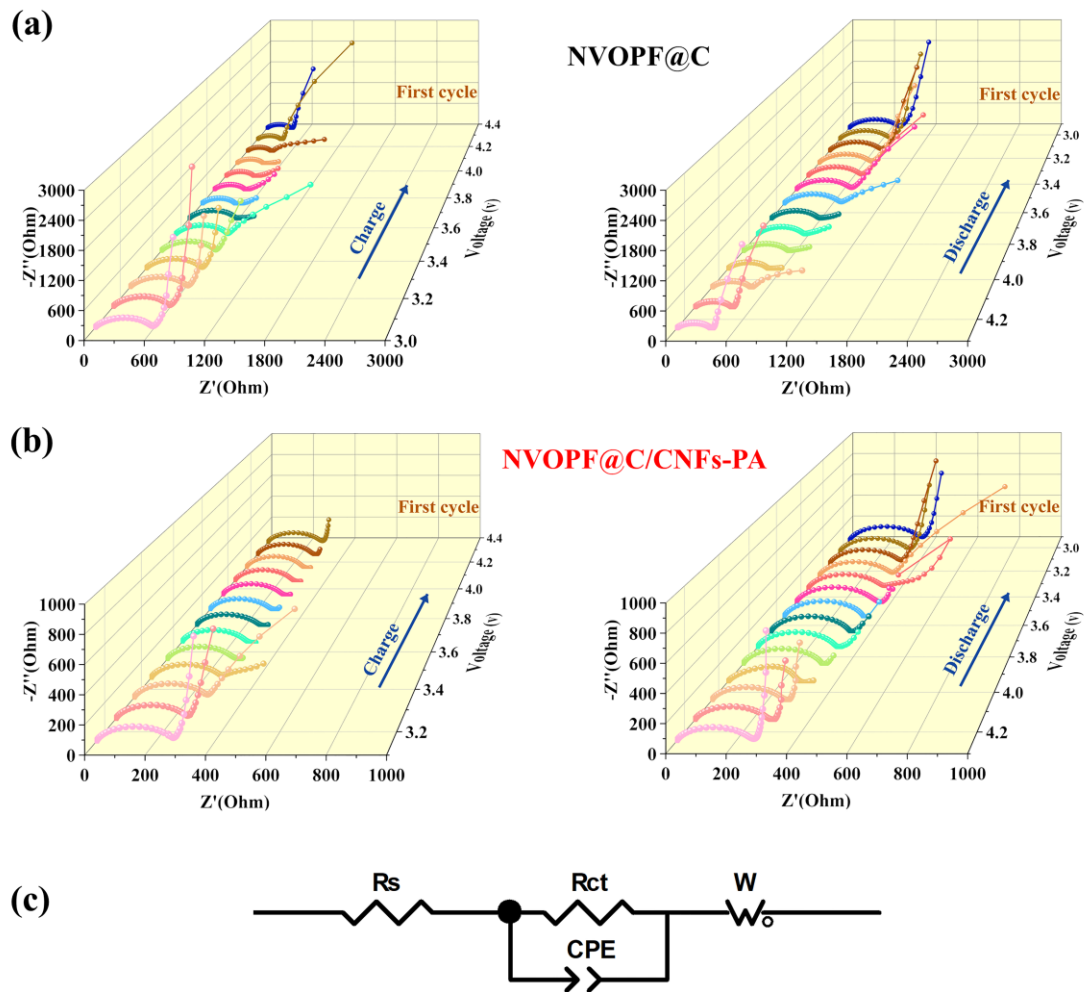 (a)
NVOPF@C
First cycle
First cycle
4.4
4.2
4.0
3.8
3.6
3.4
3.2
3.0
Voltage (v)
Charge
3000
2400
1800
1200
600
0
-Z''(Ohm)
0 600 1200 1800 2400 3000
Z'(Ohm)
3.0
3.2
3.4
3.6
3.8
4.0
4.2
Voltage (v)
Discharge
3000
2400
1800
1200
600
0
-Z''(Ohm)
0 600 1200 1800 2400 3000
Z'(Ohm)
(b)
NVOPF@C/CNFs-PA
First cycle
First cycle
4.4
4.2
4.0
3.8
3.6
3.4
3.2
Voltage (v)
Charge
1000
800
600
400
200
0
-Z''(Ohm)
0 200 400 600 800 1000
Z'(Ohm)
3.0
3.2
3.4
3.6
3.8
4.0
4.2
Voltage (v)
Discharge
1000
800
600
400
200
0
-Z''(Ohm)
0 200 400 600 800 1000
Z'(Ohm)
(c)
Rs Rct W
CPE